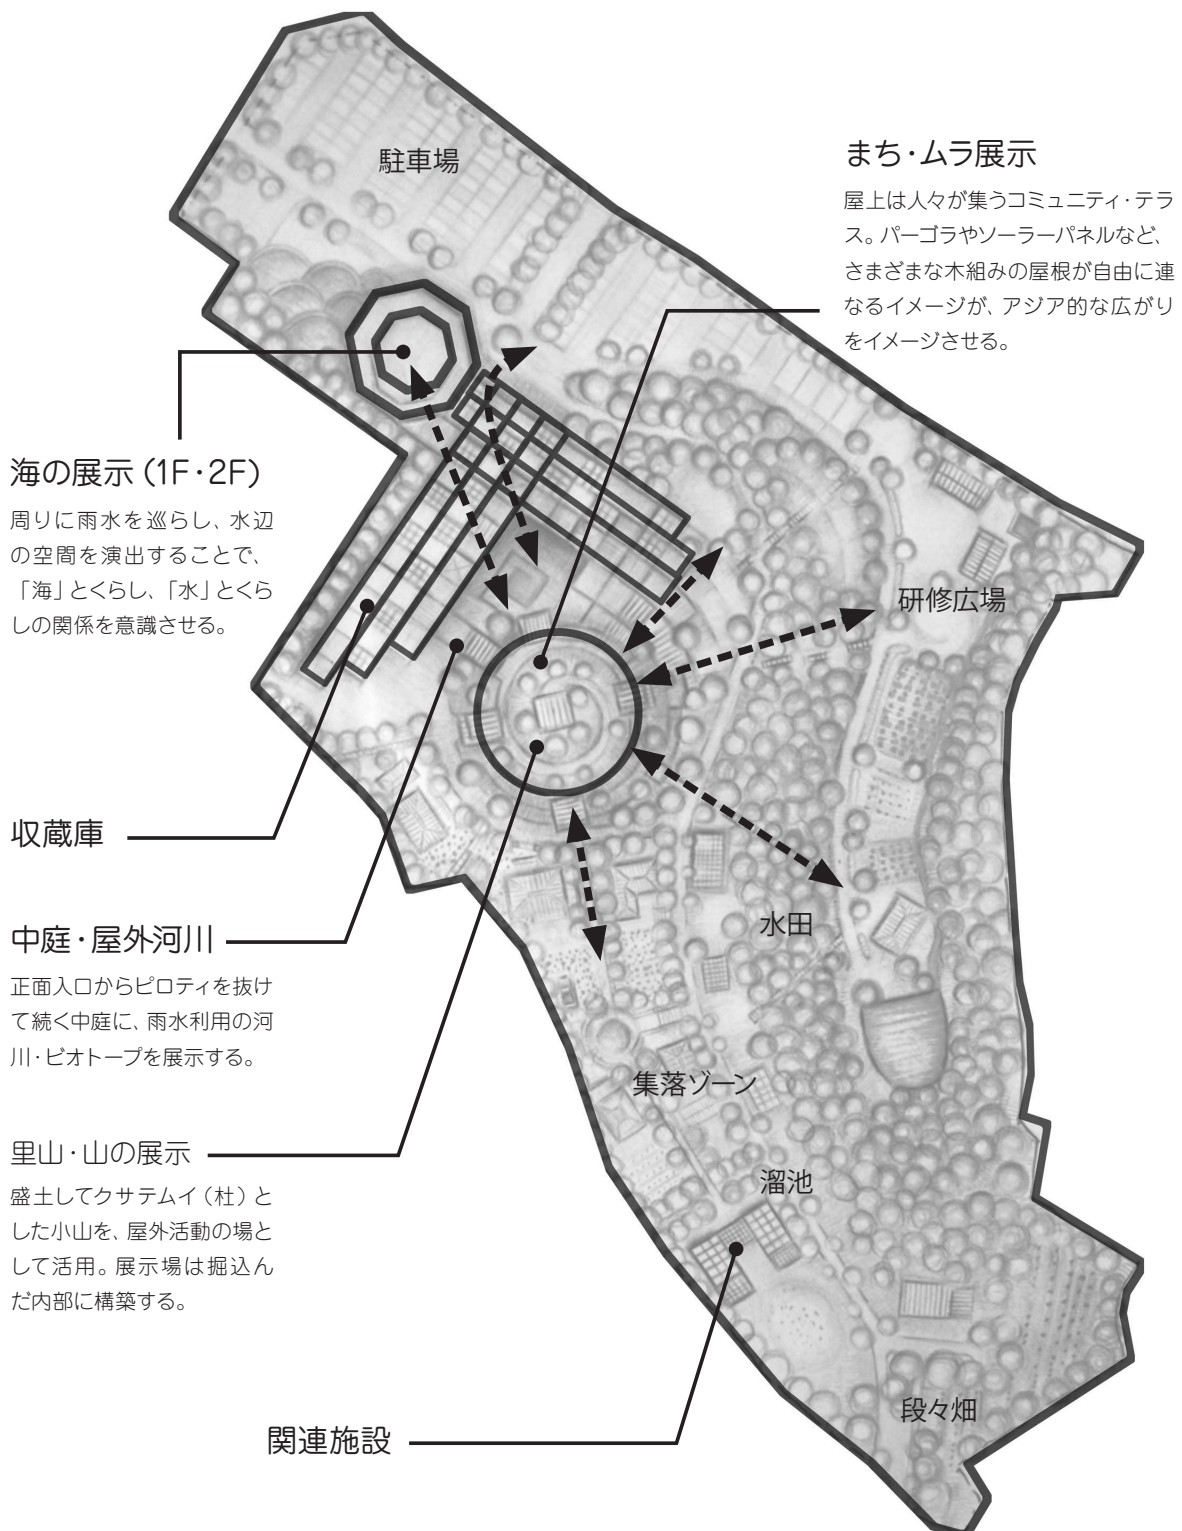 駐車場
まち・ムラ展示
屋上は人々が集うコミュニティ・テラ
ス。パーゴラやソーラーパネルなど、
さまざまな木組みの屋根が自由に連
なるイメージが、アジア的な広がり
をイメージさせる。
海の展示（1F・2F）
周りに雨水を巡らし、水辺
の空間を演出することで、
「海」とくらし、「水」とくら
しの関係を意識させる。
研修広場
収蔵庫
中庭・屋外河川
正面入口からピロティを抜け
て続く中庭に、雨水利用の河
川・ビオトープを展示する。
水田
集落ゾーン
里山・山の展示
盛土してクサテムイ（杜）と
した小山を、屋外活動の場と
して活用。展示場は掘込ん
だ内部に構築する。
溜池
関連施設
段々畑